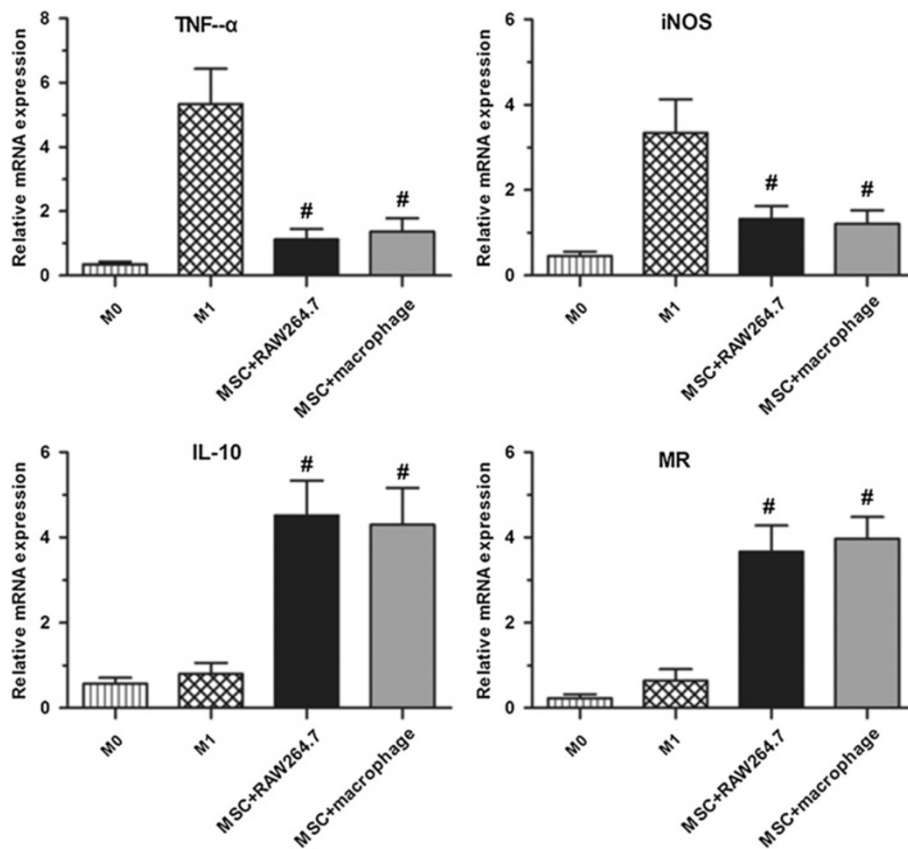 TNF--α
Relative mRNA expression
8
6
4
2
0
M0
M1
MSC+RAW264.7
MSC+macrophage
#
#
iNOS
Relative mRNA expression
6
4
2
0
M0
M1
MSC+RAW264.7
MSC+macrophage
#
#
IL-10
Relative mRNA expression
6
4
2
0
M0
M1
MSC+RAW264.7
MSC+macrophage
#
#
MR
Relative mRNA expression
6
4
2
0
M0
M1
MSC+RAW264.7
MSC+macrophage
#
#